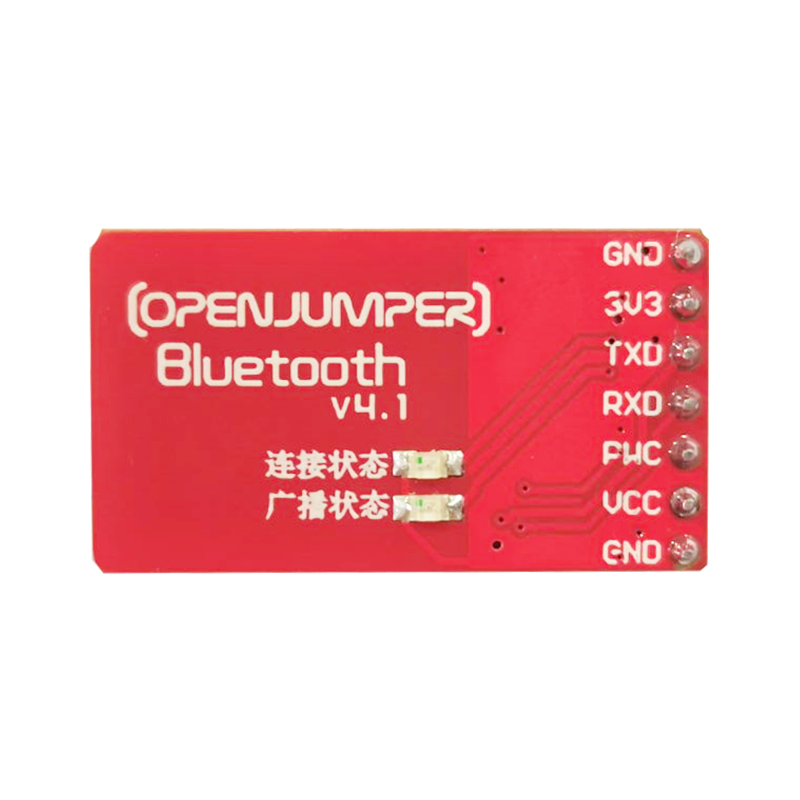 (OPENJUMPER)
Bluetooth
v4.1
连接状态
广播状态
GND
3V3
TXD
RXD
PWC
VCC
GND